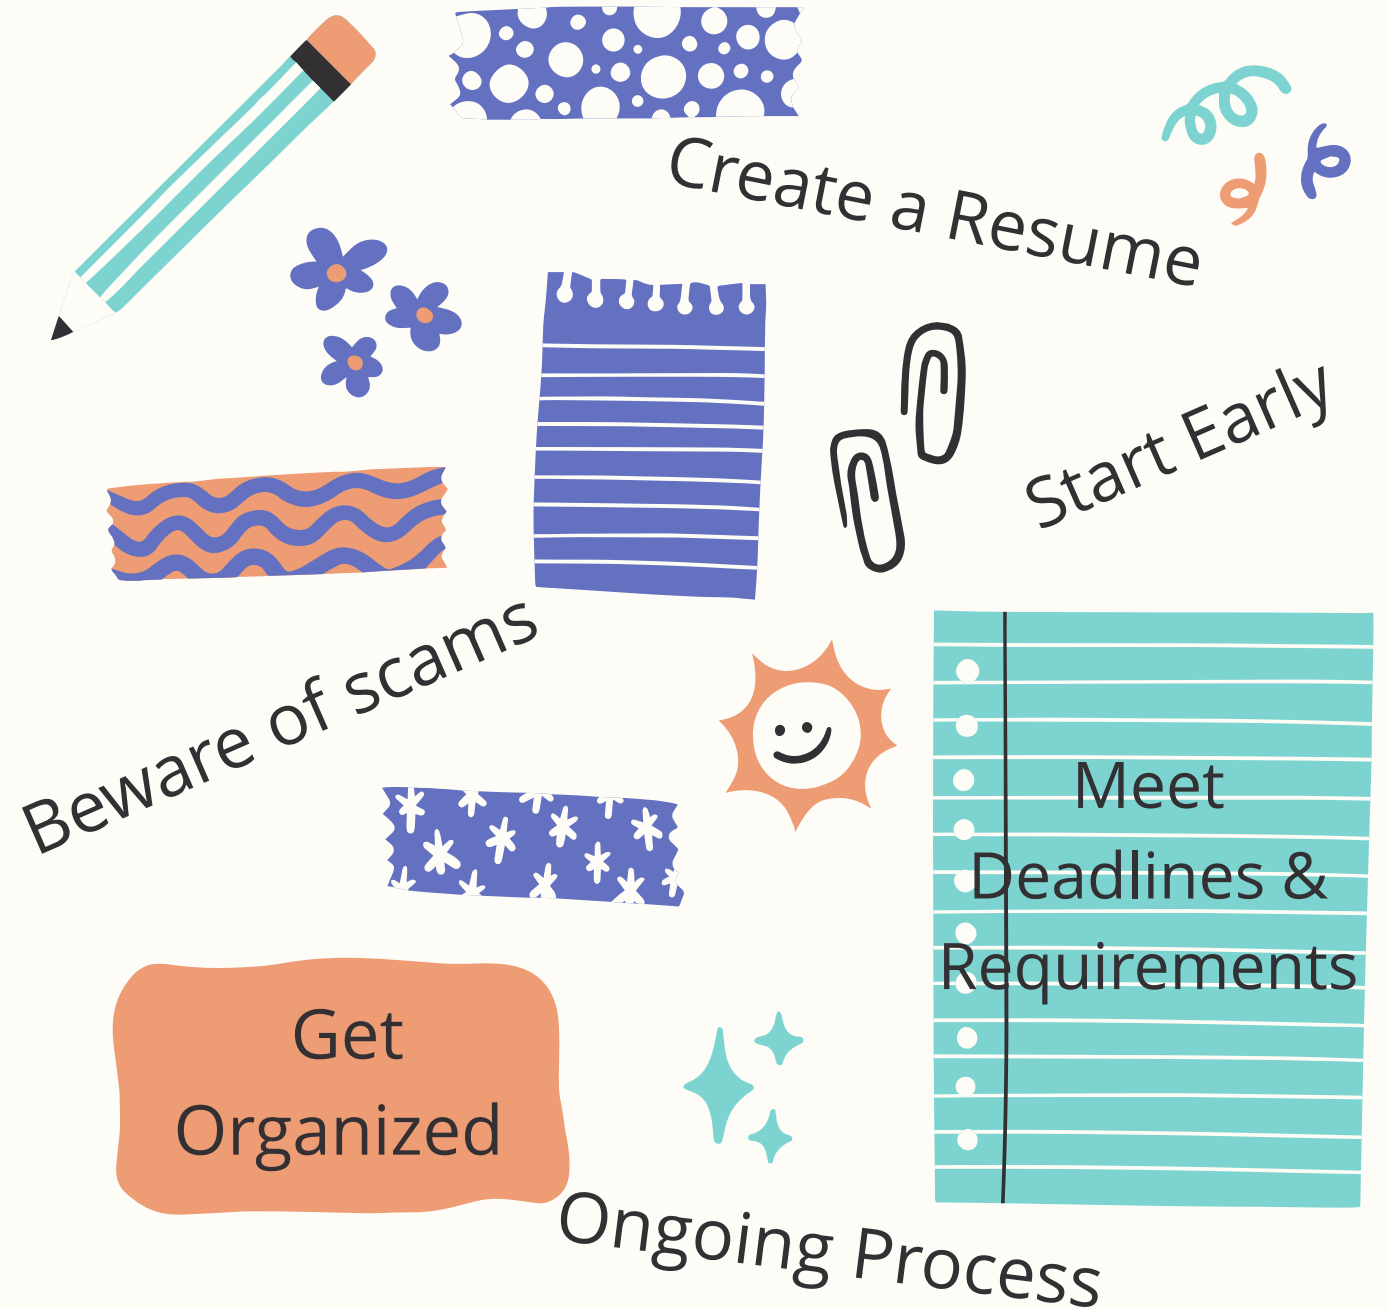 Create a Resume
Start Early
Beware of scams
Meet
Deadlines &
Requirements
Get
Organized
Ongoing Process